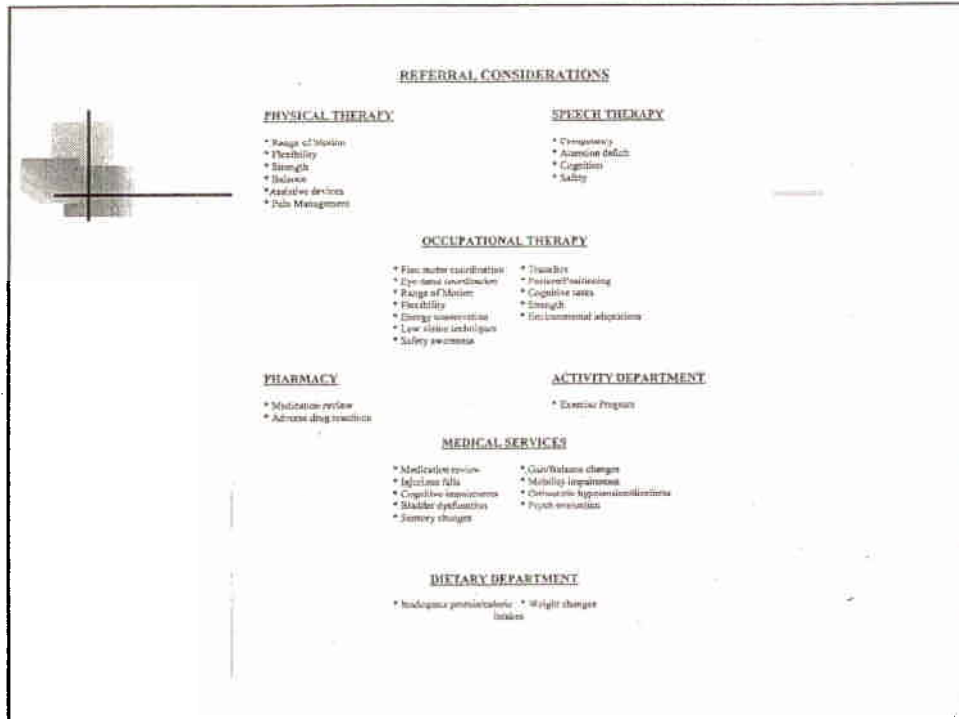 REFERRAL CONSIDERATIONS
PHYSICAL THERAPY
* Range of Motion
* Flexibility
* Strength
* Balance
* Assistive devices
* Pain Management
SPEECH THERAPY
* Competency
* Attention deficit
* Cognition
* Safety
OCCUPATIONAL THERAPY
* Fine motor coordination
* Eye-hand coordination
* Range of Motion
* Flexibility
* Energy conservation
* Low vision techniques
* Safety awareness
* Transfers
* Posture/Positioning
* Cognitive
* Strength
* Environmental adaptations
PHARMACY
* Medication review
* Adverse drug reactions
ACTIVITY DEPARTMENT
* Exercise Program
MEDICAL SERVICES
* Medication review
* Injurious falls
* Cognitive impairments
* Bladder dysfunction
* Sensory changes
* Gait/Balance changes
* Mobility impairment
* Orthostatic hypotension/dizziness
* Psych evaluation
DIETARY DEPARTMENT
* Inadequate protein/caloric
intakes
* Weight changes